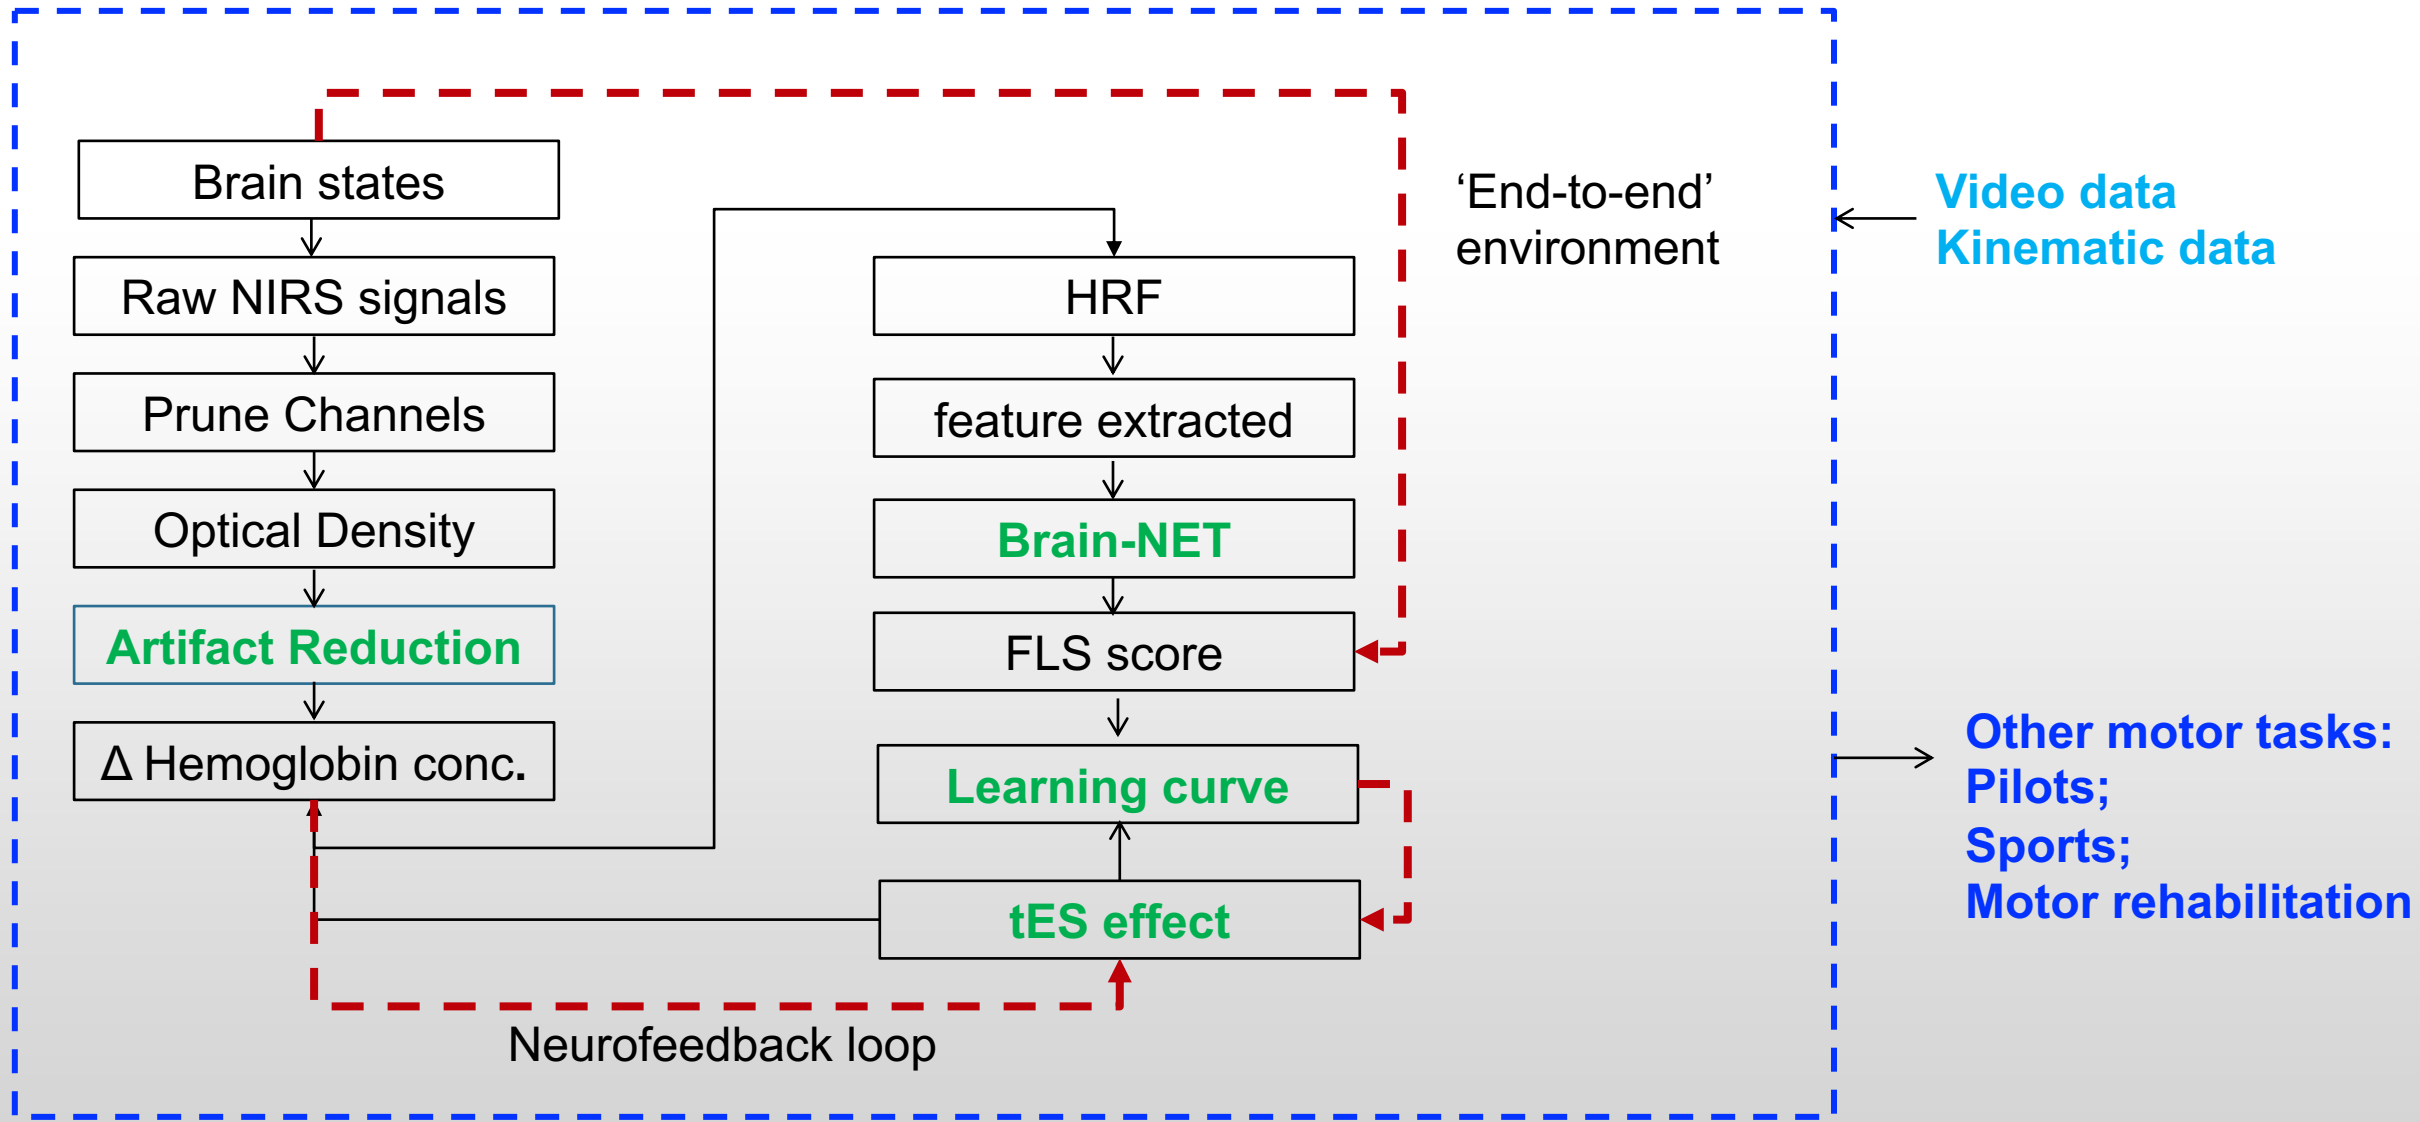 Brain states
Raw NIRS signals
Prune Channels
Optical Density
Artifact Reduction
Δ Hemoglobin conc.
HRF
feature extracted
Brain-NET
FLS score
Learning curve
tES effect
Neurofeedback loop
‘End-to-end’
environment
Video data
Kinematic data
Other motor tasks:
Pilots;
Sports;
Motor rehabilitation